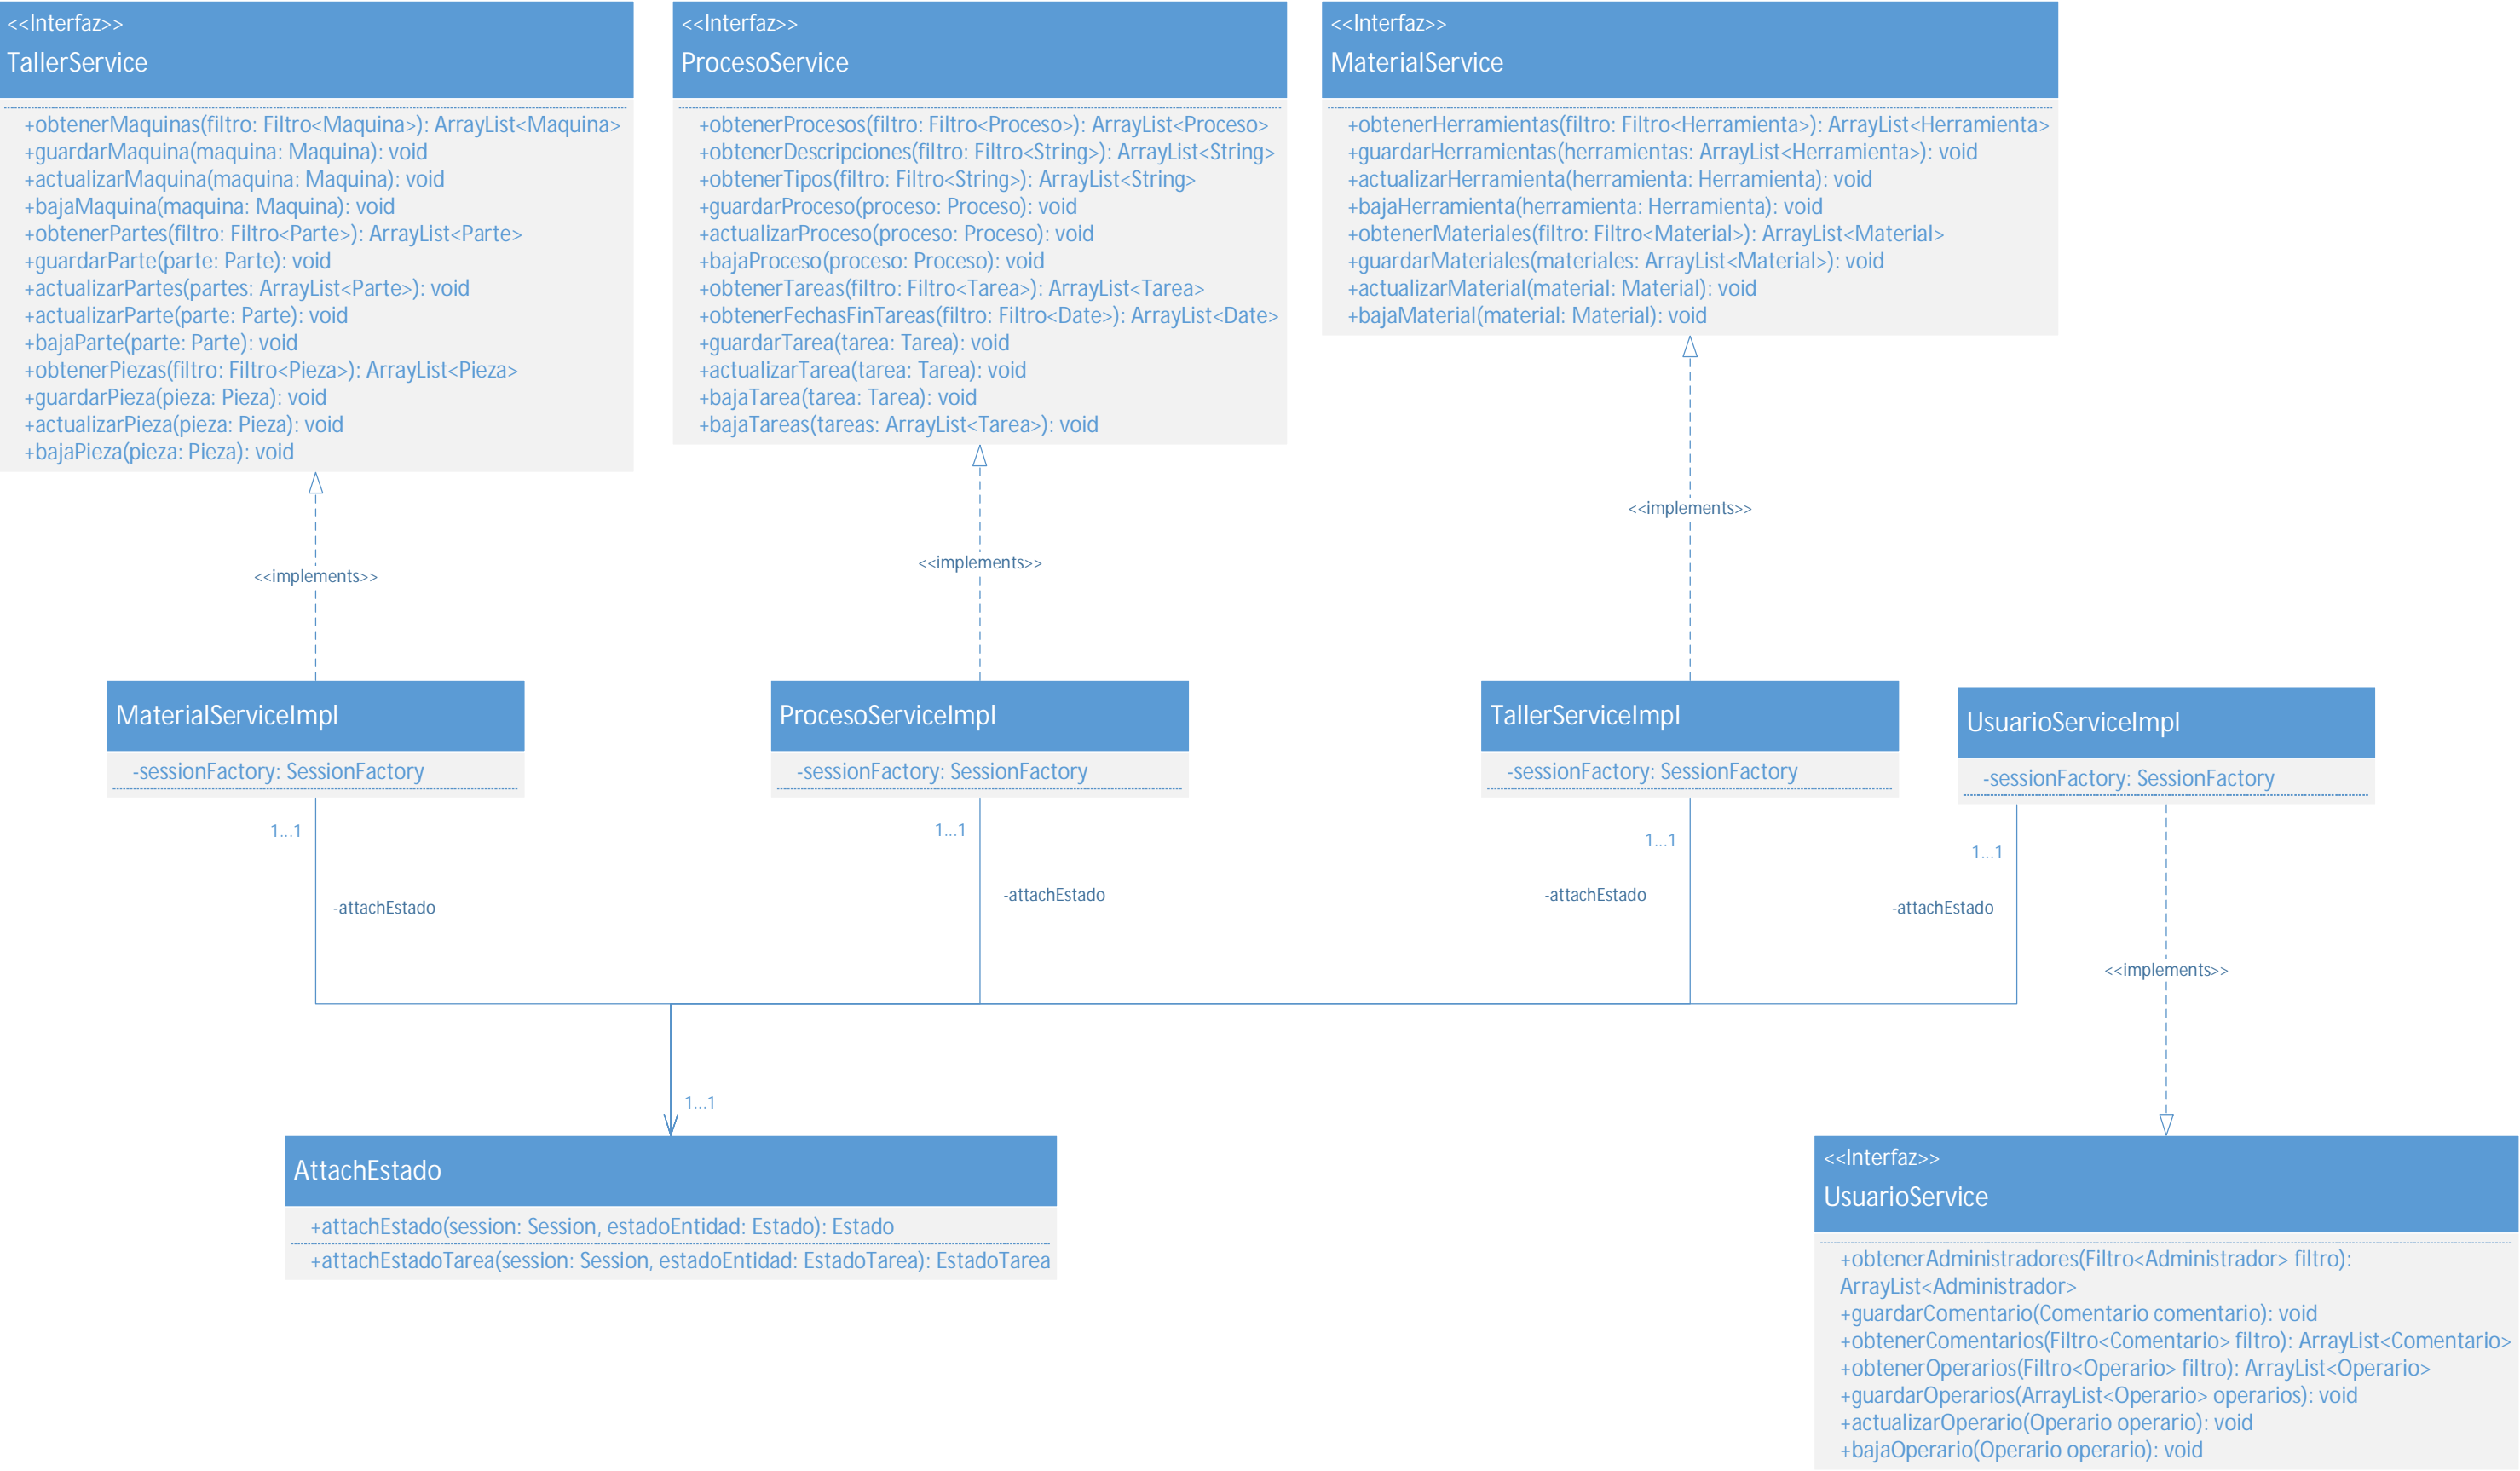 <<Interfaz>>
TallerService
+obtenerMaquinas(filtro: Filtro<Maquina>): ArrayList<Maquina>
+guardarMaquina(maquina: Maquina): void
+actualizarMaquina(maquina: Maquina): void
+bajaMaquina(maquina: Maquina): void
+obtenerPartes(filtro: Filtro<Parte>): ArrayList<Parte>
+guardarParte(parte: Parte): void
+actualizarPartes(partes: ArrayList<Parte>): void
+actualizarParte(parte: Parte): void
+bajaParte(parte: Parte): void
+obtenerPiezas(filtro: Filtro<Pieza>): ArrayList<Pieza>
+guardarPieza(pieza: Pieza): void
+actualizarPieza(pieza: Pieza): void
+bajaPieza(pieza: Pieza): void
<<Interfaz>>
ProcesoService
+obtenerProcesos(filtro: Filtro<Proceso>): ArrayList<Proceso>
+obtenerDescripciones(filtro: Filtro<String>): ArrayList<String>
+obtenerTipos(filtro: Filtro<String>): ArrayList<String>
+guardarProceso(proceso: Proceso): void
+actualizarProceso(proceso: Proceso): void
+bajaProceso(proceso: Proceso): void
+obtenerTareas(filtro: Filtro<Tarea>): ArrayList<Tarea>
+obtenerFechasFinTareas(filtro: Filtro<Date>): ArrayList<Date>
+guardarTarea(tarea: Tarea): void
+actualizarTarea(tarea: Tarea): void
+bajaTarea(tarea: Tarea): void
+bajaTareas(tareas: ArrayList<Tarea>): void
<<Interfaz>>
MaterialService
+obtenerHerramientas(filtro: Filtro<Herramienta>): ArrayList<Herramienta>
+guardarHerramientas(herramientas: ArrayList<Herramienta>): void
+actualizarHerramienta(herramienta: Herramienta): void
+bajaHerramienta(herramienta: Herramienta): void
+obtenerMateriales(filtro: Filtro<Material>): ArrayList<Material>
+guardarMateriales(materiales: ArrayList<Material>): void
+actualizarMaterial(material: Material): void
+bajaMaterial(material: Material): void
<<implements>>
<<implements>>
<<implements>>
MaterialServiceImpl
-sessionFactory: SessionFactory
ProcesoServiceImpl
-sessionFactory: SessionFactory
TallerServiceImpl
-sessionFactory: SessionFactory
UsuarioServiceImpl
-sessionFactory: SessionFactory
1...1
-attachEstado
1...1
-attachEstado
1...1
-attachEstado
1...1
-attachEstado
<<implements>>
1...1
AttachEstado
+attachEstado(session: Session, estadoEntidad: Estado): Estado
+attachEstadoTarea(session: Session, estadoEntidad: EstadoTarea): EstadoTarea
<<Interfaz>>
UsuarioService
+obtenerAdministradores(Filtro<Administrador> filtro):
ArrayList<Administrador>
+guardarComentario(Comentario comentario): void
+obtenerComentarios(Filtro<Comentario> filtro): ArrayList<Comentario>
+obtenerOperarios(Filtro<Operario> filtro): ArrayList<Operario>
+guardarOperarios(ArrayList<Operario> operarios): void
+actualizarOperario(Operario operario): void
+bajaOperario(Operario operario): void